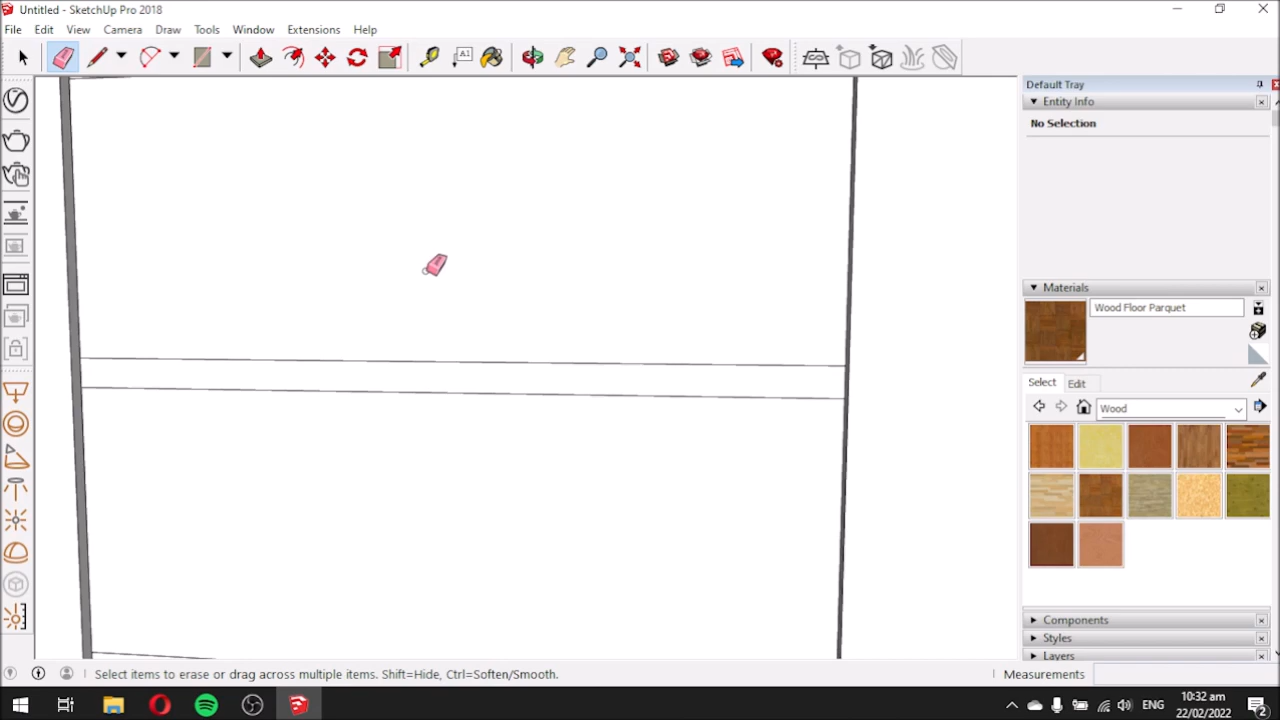 Untitled - SketchUp Pro 2018
File Edit View Camera Draw Tools Window Extensions Help
A1
Default Tray
Entity Info
No Selection
Materials
Wood Floor Parquet
Select Edit
Wood
Components
Styles
Layers
Select items to erase or drag across multiple items. Shift=Hide, Ctrl=Soften/Smooth.
Measurements
ENG
10:32 am
22/02/2022
2